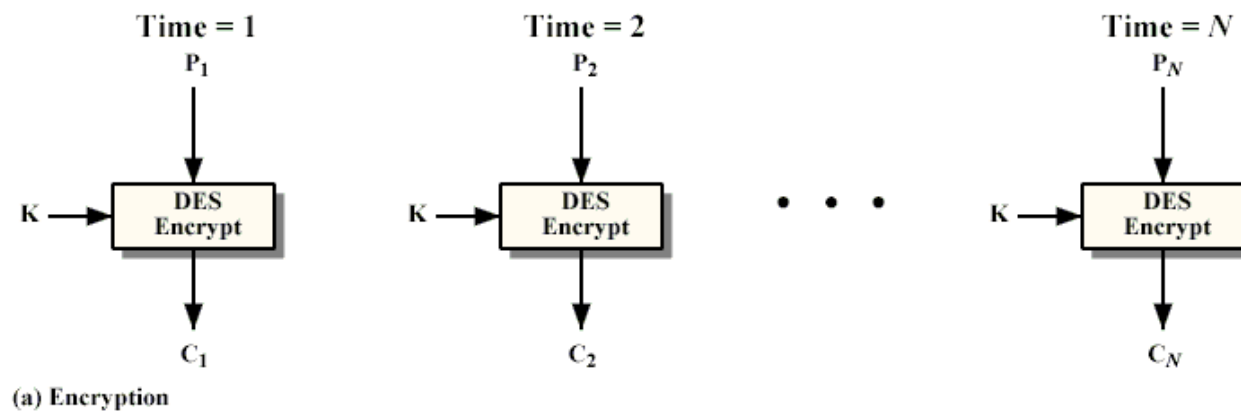 Time = 1
Time = 2
Time = N
P1
P2
PN
K
DES
Encrypt
K
DES
Encrypt
K
DES
Encrypt
C1
C2
CN
(a) Encryption